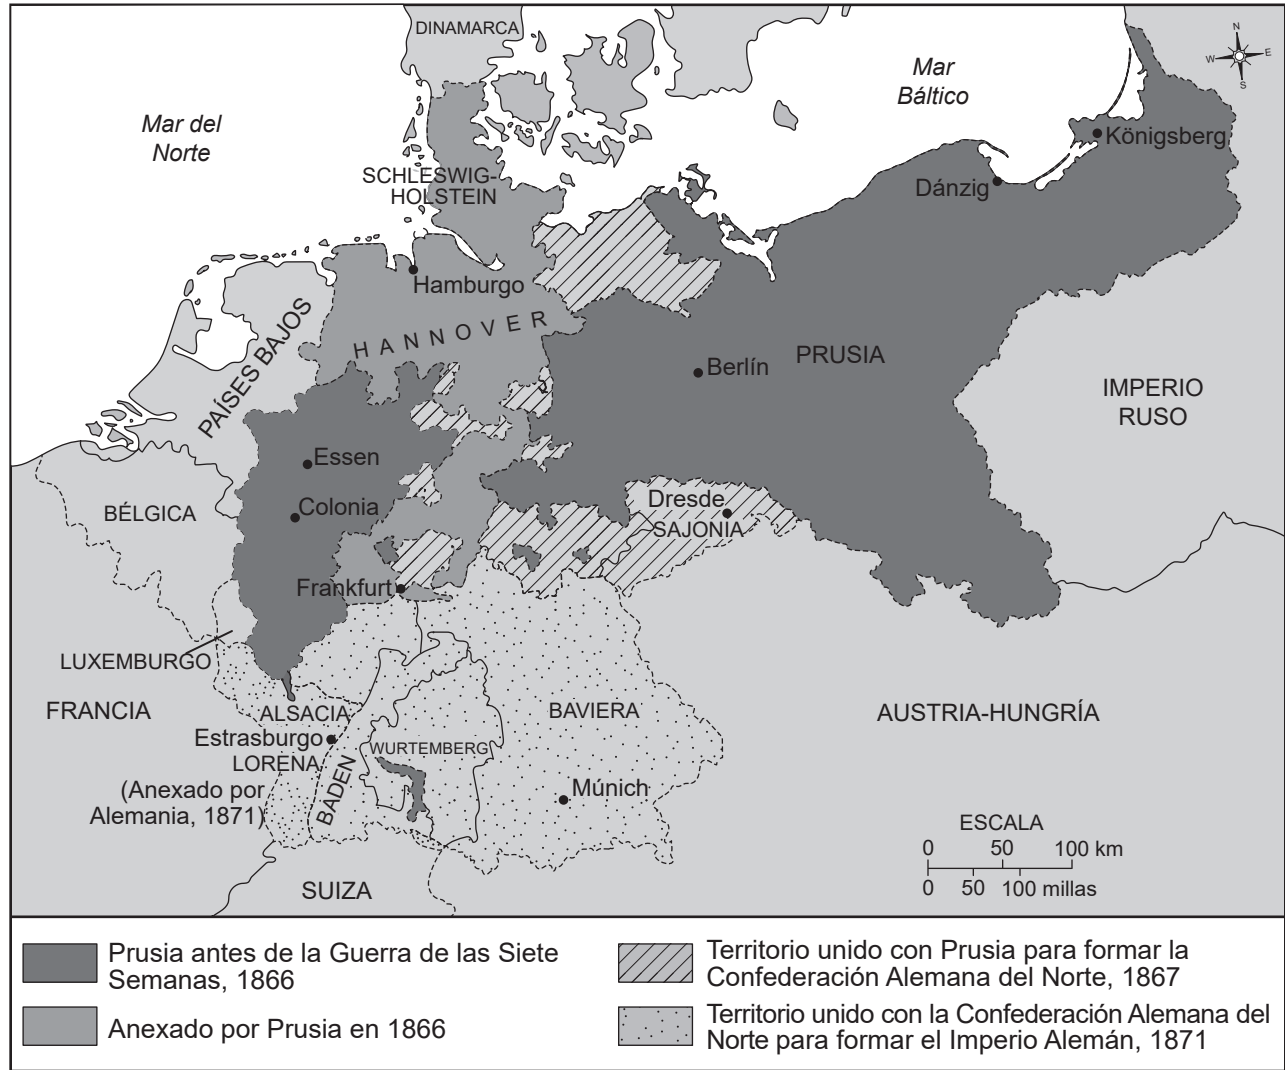 DINAMARCA
N
W
E
S
Mar
Báltico
Mar del
Norte
Königsberg
SCHLESWIG-
HOLSTEIN
Dánzig
Hamburgo
HANNOVER
PAÍSES BAJOS
Berlín
PRUSIA
IMPERIO
RUSO
Essen
Colonia
BÉLGICA
Dresde
SAJONIA
Frankfurt
LUXEMBURGO
FRANCIA
ALSACIA
Estrasburgo
LORENA
(Anexado por
Alemania, 1871)
BADEN
WURTEMBERG
BAVIERA
Múnich
AUSTRIA-HUNGRÍA
SUIZA
ESCALA
0 50 100 km
0 50 100 millas
Prusia antes de la Guerra de las Siete
Semanas, 1866
Anexado por Prusia en 1866
Territorio unido con Prusia para formar la
Confederación Alemana del Norte, 1867
Territorio unido con la Confederación Alemana del
Norte para formar el Imperio Alemán, 1871